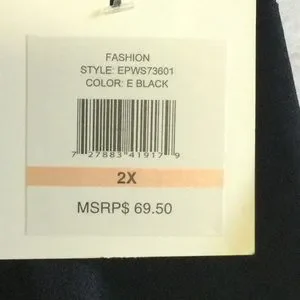 FASHION
STYLE: EPWS73601
COLOR: E BLACK
7 27883 41917 9
2X
MSRP$ 69.50